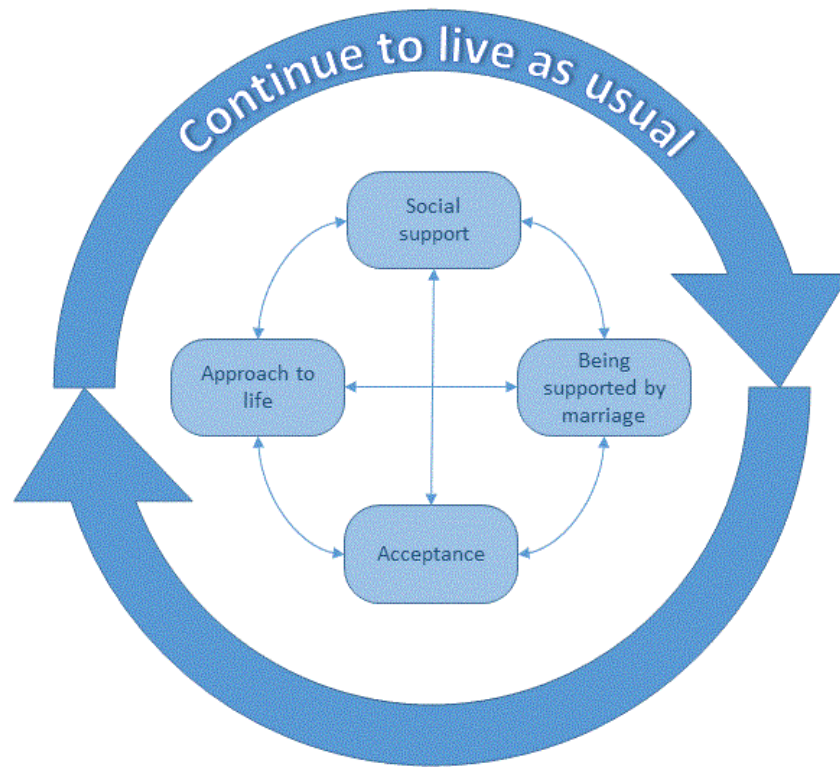 Continue to live as usual
Social
support
Approach to
life
Being
supported by
marriage
Acceptance